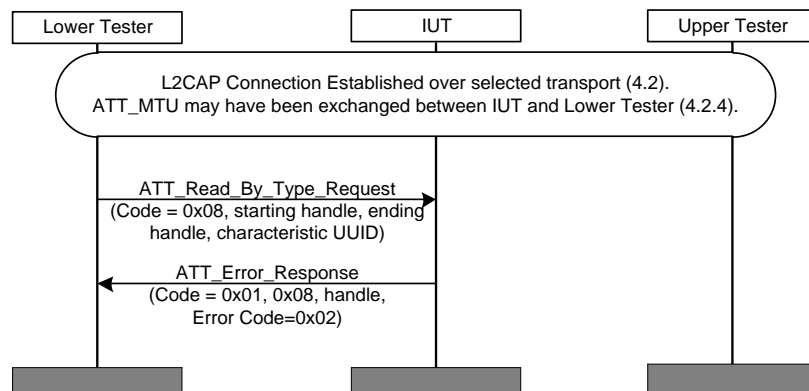 Lower Tester
IUT
Upper Tester
L2CAP Connection Established over selected transport (4.2).
ATT_MTU may have been exchanged between IUT and Lower Tester (4.2.4).
ATT_Read_By_Type_Request
(Code = 0x08, starting handle, ending
handle, characteristic UUID)
ATT_Error_Response
(Code = 0x01, 0x08, handle,
Error Code=0x02)